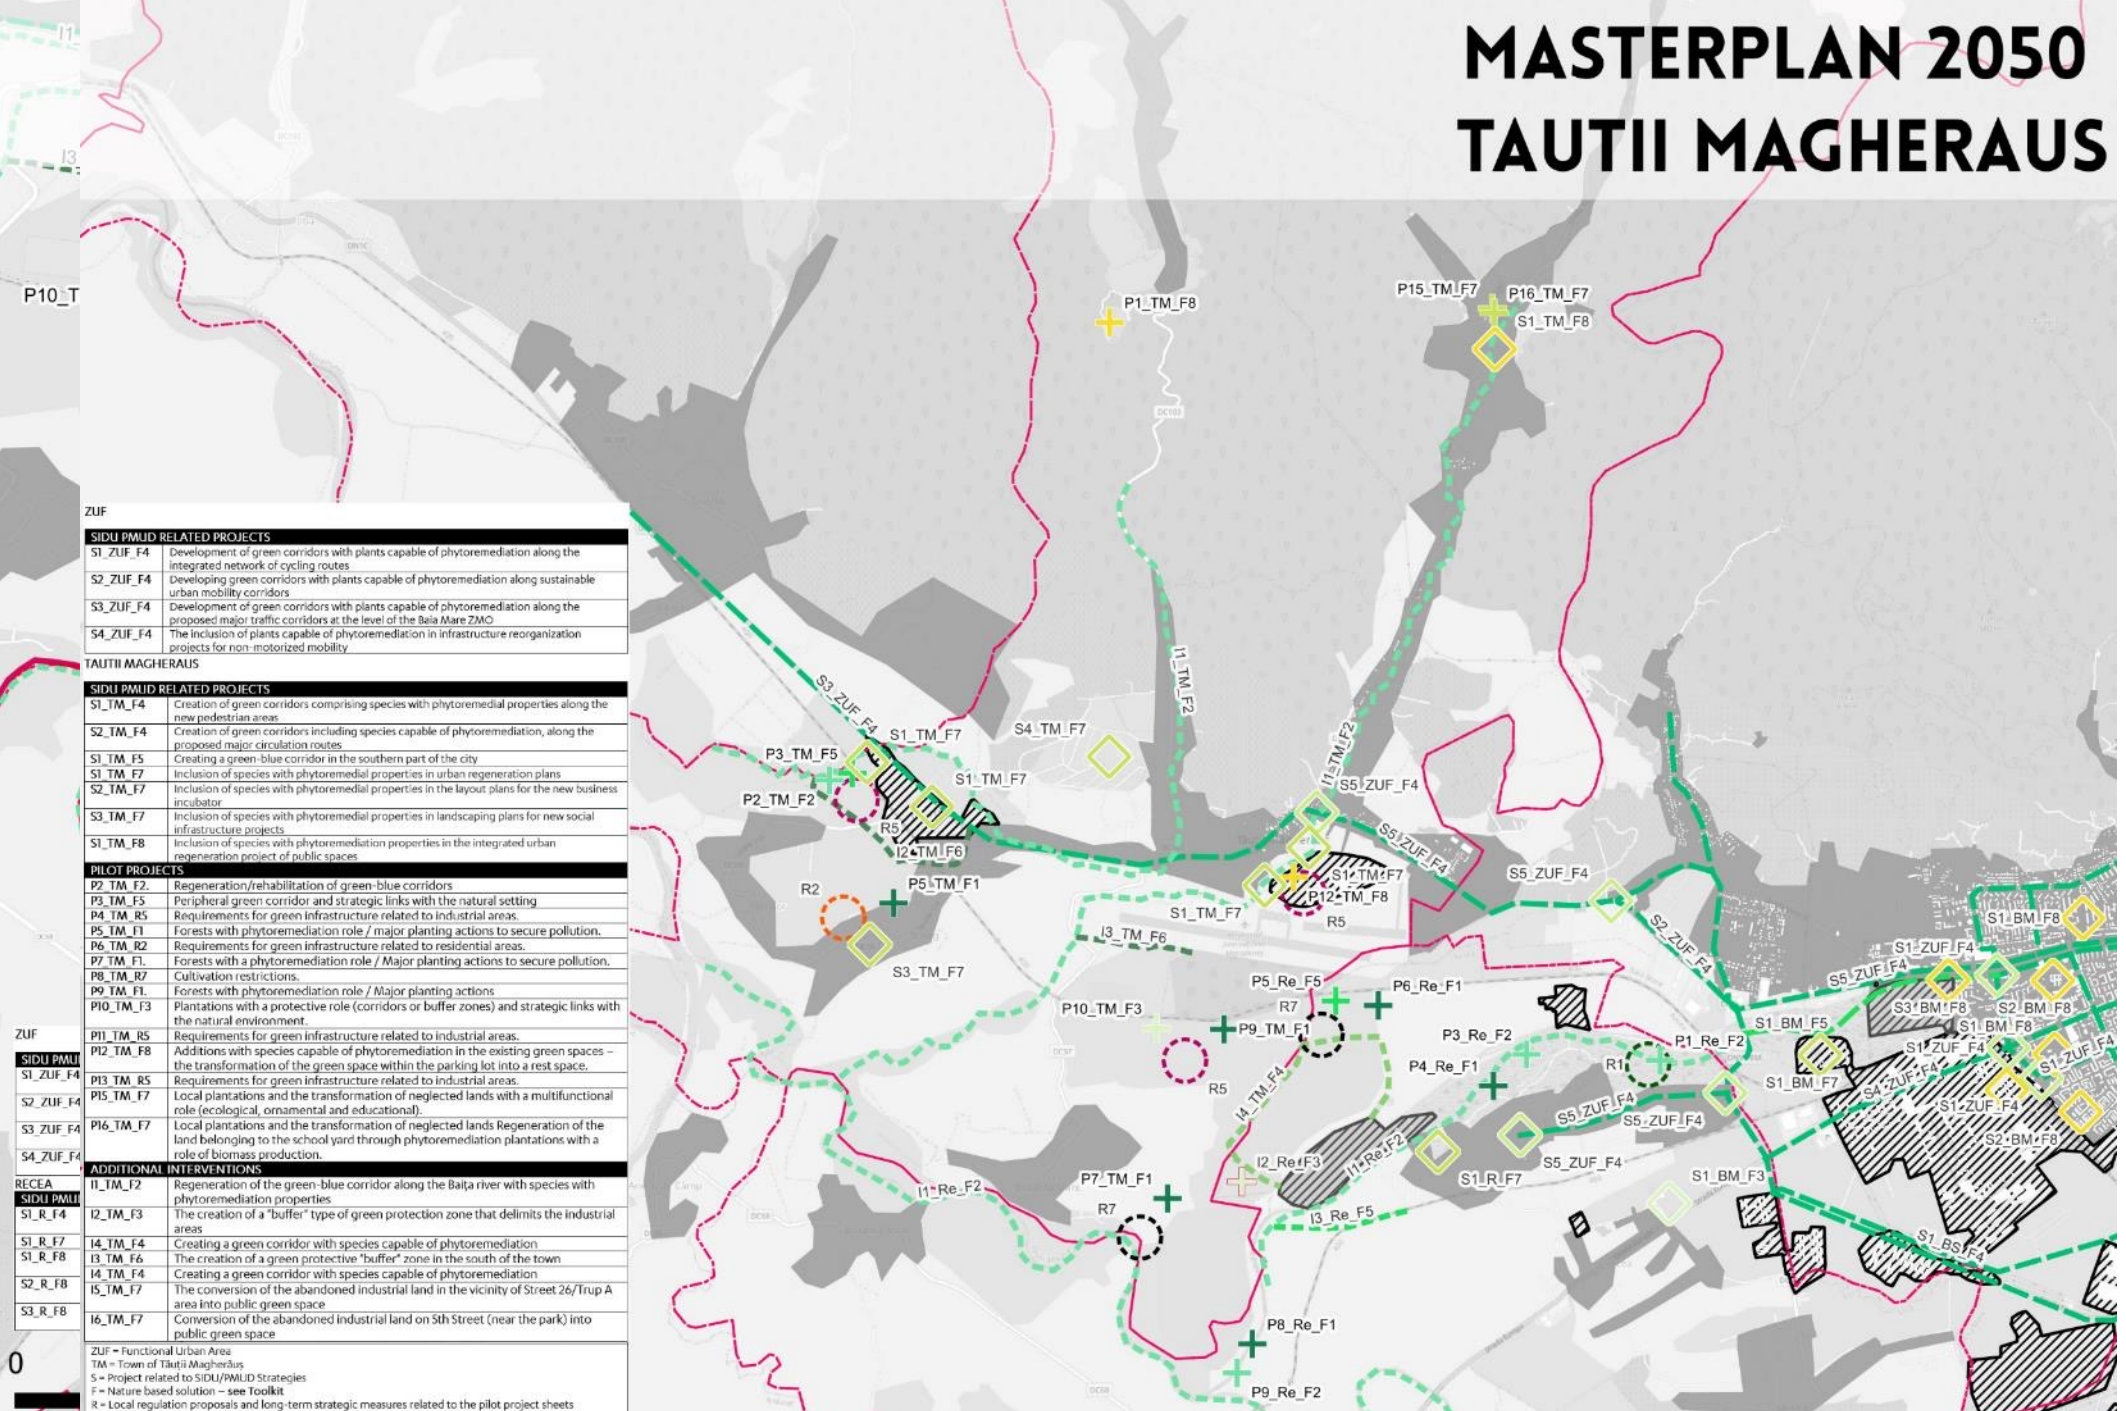 MASTERPLAN 2050
TAUTII MAGHERAUS
I1
I3
P10_T
DN1C
P1_TM_F8
DC103
P15_TM_F7
P16_TM_F7
S1_TM_F8
I1_TM_F2
I1_TM_F2
S3_ZUF_F4
S1_TM_F7
S4_TM_F7
P3_TM_F5
S1_TM_F7
P2_TM_F2
R5
I2_TM_F6
R2
P5_TM_F1
S3_TM_F7
S5_ZUF_F4
S5_ZUF_F4
S1_TM_F7
P12_TM_F8
S1_TM_F7
R5
I3_TM_F6
S5_ZUF_F4
S2_ZUF_F4
S1_BM_F8
S1_ZUF_F4
S5_ZUF_F4
S3_BM_F8
S2_BM_F8
P5_Re_F5
R7
P6_Re_F1
P10_TM_F3
P9_TM_F1
R5
P3_Re_F2
P4_Re_F1
P1_Re_F2
R1
S1_BM_F5
S1_BM_F8
S1_ZUF_F4
S1_ZUF_F4
S1_BM_F7
S4_ZUF_F4
S1_ZUF_F4
S2_BM_F8
I4_TM_F4
S5_ZUF_F4
S5_ZUF_F4
I1_Re_F2
I2_Re_F3
S1_R_F7
S5_ZUF_F4
S1_BM_F3
P7_TM_F1
R7
I1_Re_F2
I3_Re_F5
S1_BS_F4
P8_Re_F1
P9_Re_F2
DC58
ZUF
SIDU PMUD RELATED PROJECTS
S1_ZUF_F4 Development of green corridors with plants capable of phytoremediation along the
integrated network of cycling routes
S2_ZUF_F4 Developing green corridors with plants capable of phytoremediation along sustainable
urban mobility corridors
S3_ZUF_F4 Development of green corridors with plants capable of phytoremediation along the
proposed major traffic corridors at the level of the Baia Mare ZMO
S4_ZUF_F4 The inclusion of plants capable of phytoremediation in infrastructure reorganization
projects for non-motorized mobility
TAUTII MAGHERAUS
SIDU PMUD RELATED PROJECTS
S1_TM_F4 Creation of green corridors comprising species with phytoremedial properties along the
new pedestrian areas
S2_TM_F4 Creation of green corridors including species capable of phytoremediation, along the
proposed major circulation routes
S1_TM_F5 Creating a green-blue corridor in the southern part of the city
S1_TM_F7 Inclusion of species with phytoremedial properties in urban regeneration plans
S2_TM_F7 Inclusion of species with phytoremedial properties in the layout plans for the new business
incubator
S3_TM_F7 Inclusion of species with phytoremedial properties in landscaping plans for new social
infrastructure projects
S1_TM_F8 Inclusion of species with phytoremediation properties in the integrated urban
regeneration project of public spaces
PILOT PROJECTS
P2_TM_F2. Regeneration/rehabilitation of green-blue corridors
P3_TM_F5 Peripheral green corridor and strategic links with the natural setting
P4_TM_R5 Requirements for green infrastructure related to industrial areas.
P5_TM_F1 Forests with phytoremediation role / major planting actions to secure pollution.
P6_TM_R2 Requirements for green infrastructure related to residential areas.
P7_TM_F1. Forests with a phytoremediation role / Major planting actions to secure pollution.
P8_TM_R7 Cultivation restrictions.
P9_TM_F1. Forests with phytoremediation role / Major planting actions
P10_TM_F3 Plantations with a protective role (corridors or buffer zones) and strategic links with
the natural environment.
P11_TM_R5 Requirements for green infrastructure related to industrial areas.
P12_TM_F8 Additions with species capable of phytoremediation in the existing green spaces –
the transformation of the green space within the parking lot into a rest space.
P13_TM_R5 Requirements for green infrastructure related to industrial areas.
P15_TM_F7 Local plantations and the transformation of neglected lands with a multifunctional
role (ecological, ornamental and educational).
P16_TM_F7 Local plantations and the transformation of neglected lands Regeneration of the
land belonging to the school yard through phytoremediation plantations with a
role of biomass production.
ADDITIONAL INTERVENTIONS
I1_TM_F2 Regeneration of the green-blue corridor along the Baița river with species with
phytoremediation properties
I2_TM_F3 The creation of a "buffer" type of green protection zone that delimits the industrial
areas
I4_TM_F4 Creating a green corridor with species capable of phytoremediation
I3_TM_F6 The creation of a green protective "buffer" zone in the south of the town
I4_TM_F4 Creating a green corridor with species capable of phytoremediation
I5_TM_F7 The conversion of the abandoned industrial land in the vicinity of Street 26/Trup A
area into public green space
I6_TM_F7 Conversion of the abandoned industrial land on 5th Street (near the park) into
public green space
ZUF = Functional Urban Area
TM = Town of Tăuții Magherăuș
S = Project related to SIDU/PMUD Strategies
F = Nature based solution – see Toolkit
R = Local regulation proposals and long-term strategic measures related to the pilot project sheets
ZUF
SIDU PMU
S1_ZUF_F4
S2_ZUF_F4
S3_ZUF_F4
S4_ZUF_F4
RECEA
SIDU PMU
S1_R_F4
S1_R_F7
S1_R_F8
S2_R_F8
S3_R_F8
0